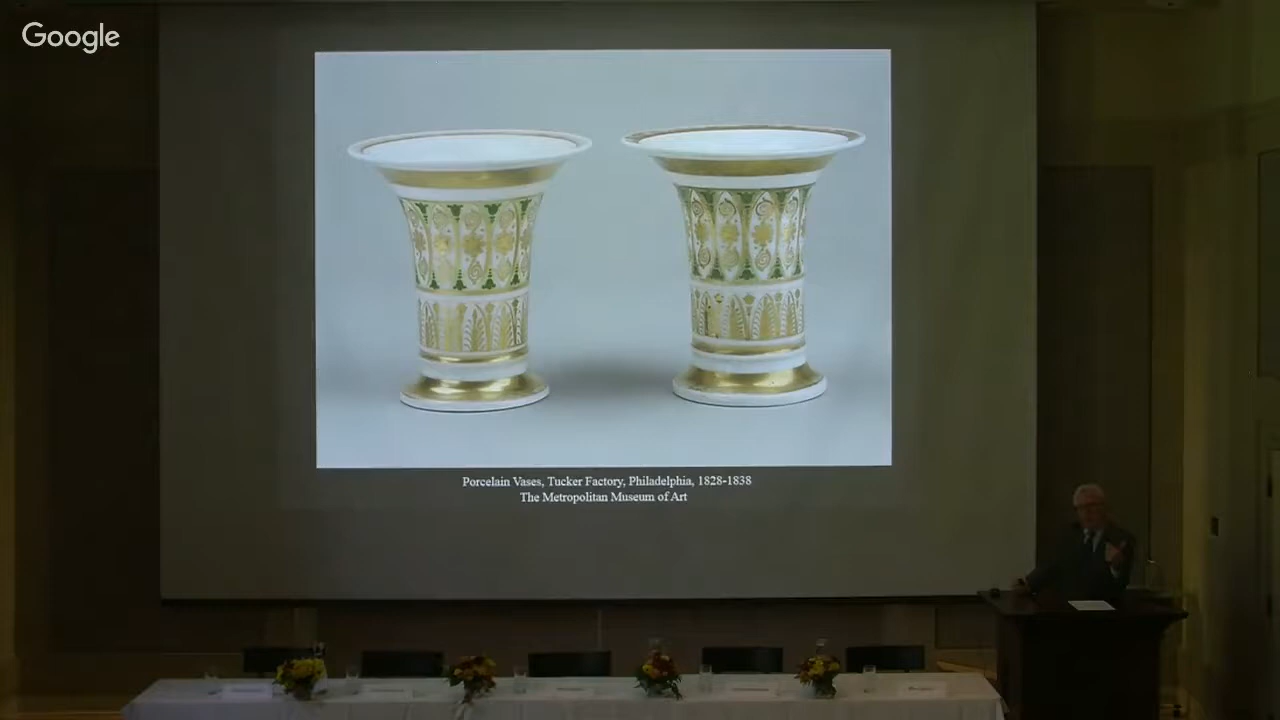 Google
Porcelain Vases, Tucker Factory, Philadelphia, 1828-1838
The Metropolitan Museum of Art